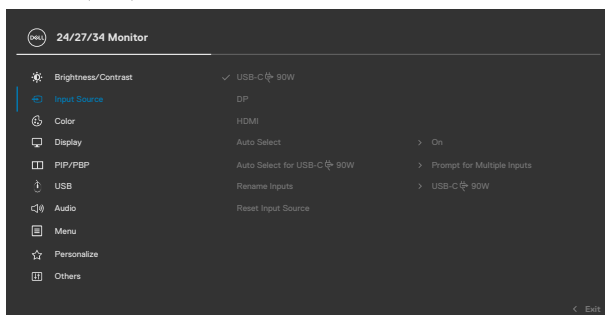 DELL 24/27/34 Monitor
Brightness/Contrast ✓ USB-C 90W
Input Source DP
Color HDMI
Display Auto Select > On
PIP/PBP Auto Select for USB-C 90W > Prompt for Multiple Inputs
USB Rename Inputs > USB-C 90W
Audio Reset Input Source
Menu
Personalize
Others
< Exit